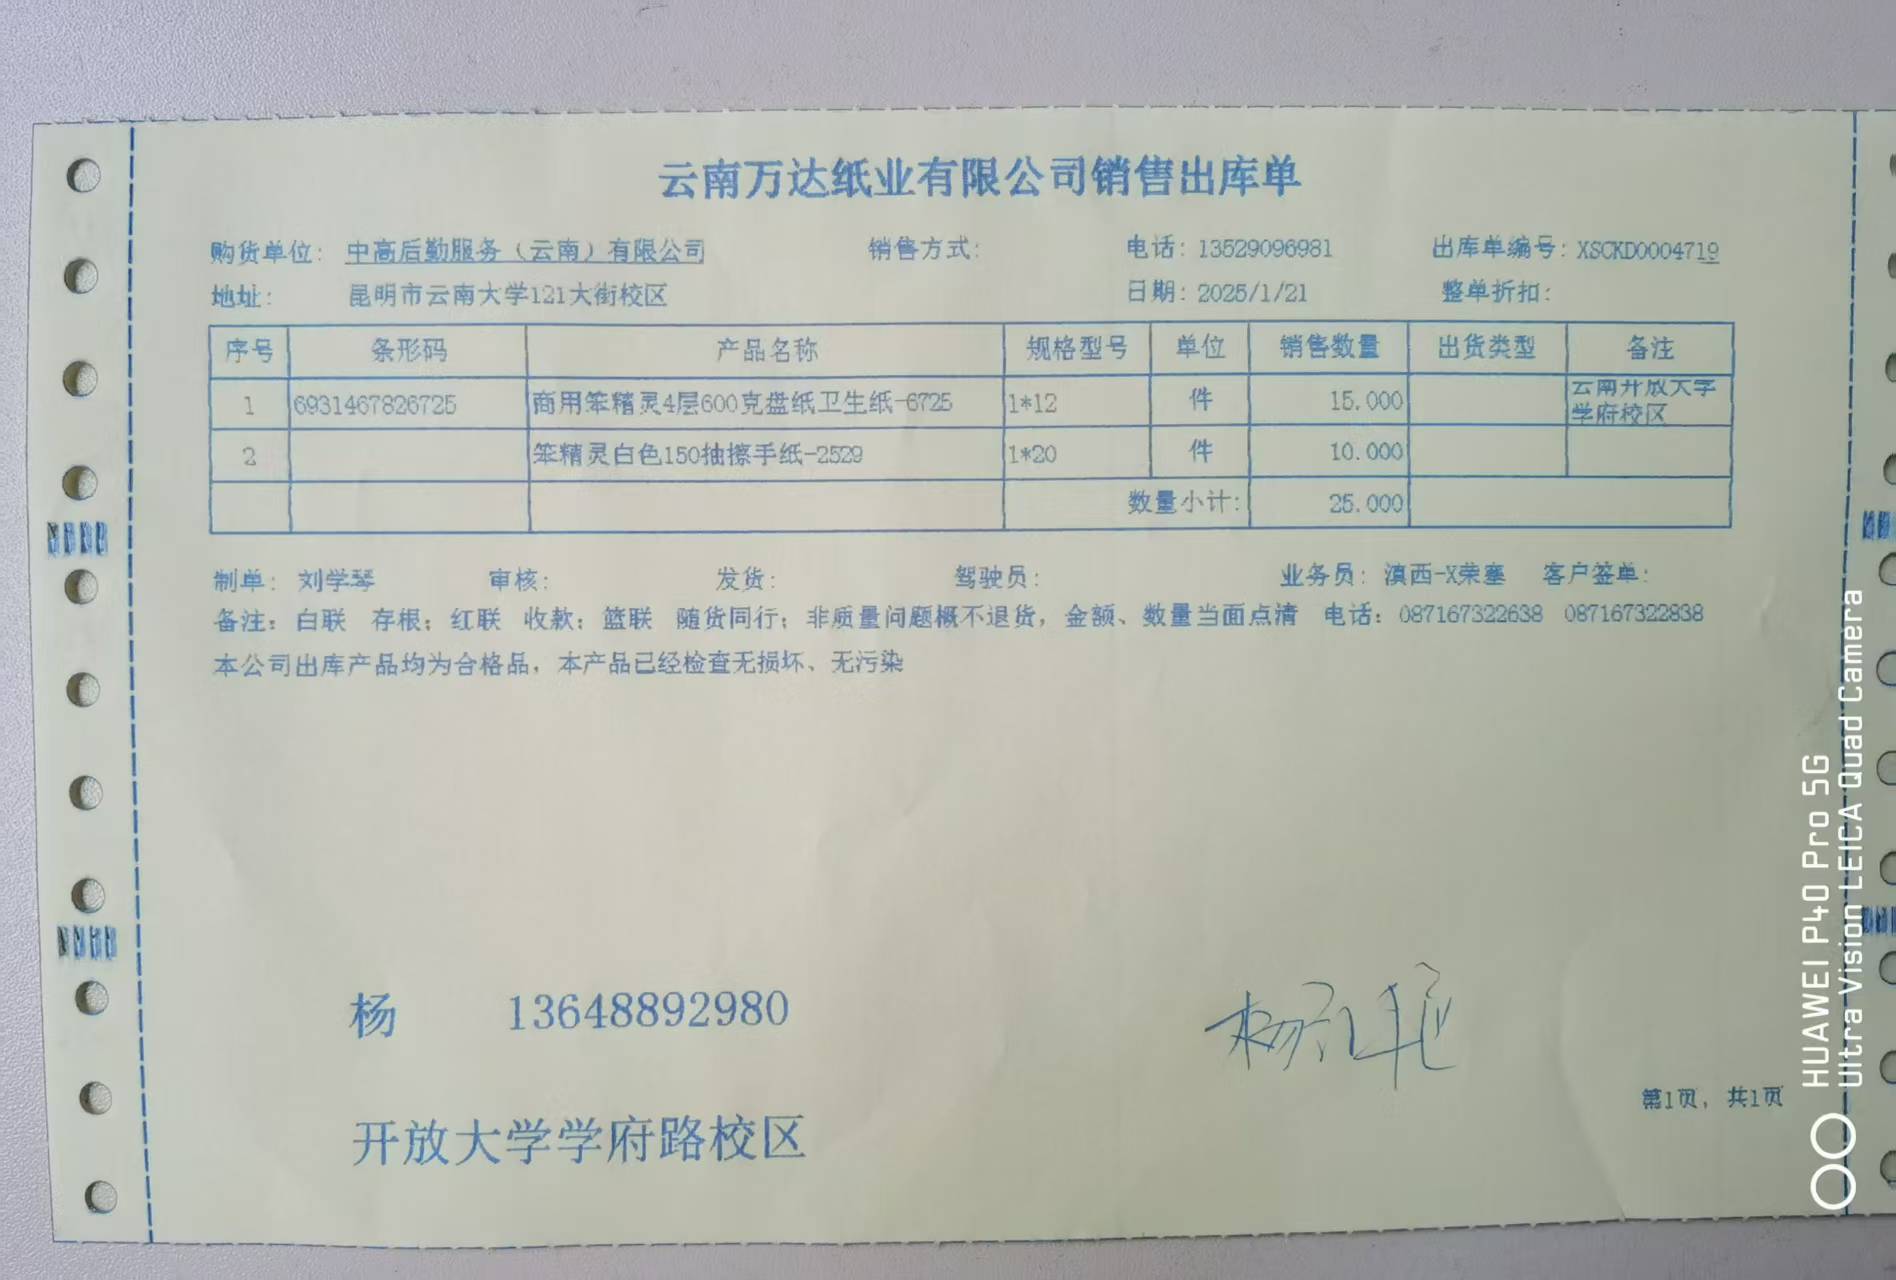 云南万达纸业有限公司销售出库单
购货单位: 中高后勤服务（云南）有限公司 销售方式: 电话: 13529096981 出库单编号: XSCKD0004719
地址: 昆明市云南大学121大街校区 日期: 2025/1/21 整单折扣:
序号 条形码 产品名称 规格型号 单位 销售数量 出货类型 备注
1 6931467826725 商用笨精灵4层600克盘纸卫生纸-6725 1*12 件 15.000 云南开放大学
学府校区
2 笨精灵白色150抽擦手纸-2529 1*20 件 10.000
数量小计: 25.000
制单: 刘学琴 审核: 发货: 驾驶员: 业务员: 滇西-X荣塞 客户签单:
备注: 白联 存根; 红联 收款; 篮联 随货同行; 非质量问题概不退货, 金额、数量当面点清 电话: 087167322638 087167322838
本公司出库产品均为合格品, 本产品已经检查无损坏、无污染
杨 13648892980
杨
开放大学学府路校区
第1页, 共1页
HUAWEI P40 Pro 5G
Ultra Vision LEICA Quad Camera